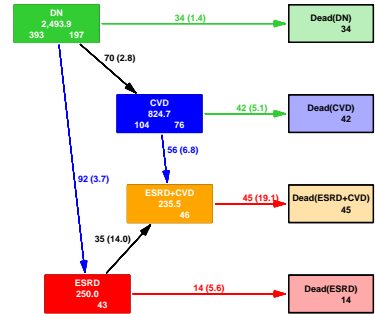 DN
2,493.9
393 197
34 (1.4)
Dead(DN)
34
70 (2.8)
CVD
824.7
104 76
42 (5.1)
Dead(CVD)
42
56 (6.8)
92 (3.7)
ESRD+CVD
235.5
46
45 (19.1)
Dead(ESRD+CVD)
45
35 (14.0)
ESRD
250.0
43
14 (5.6)
Dead(ESRD)
14